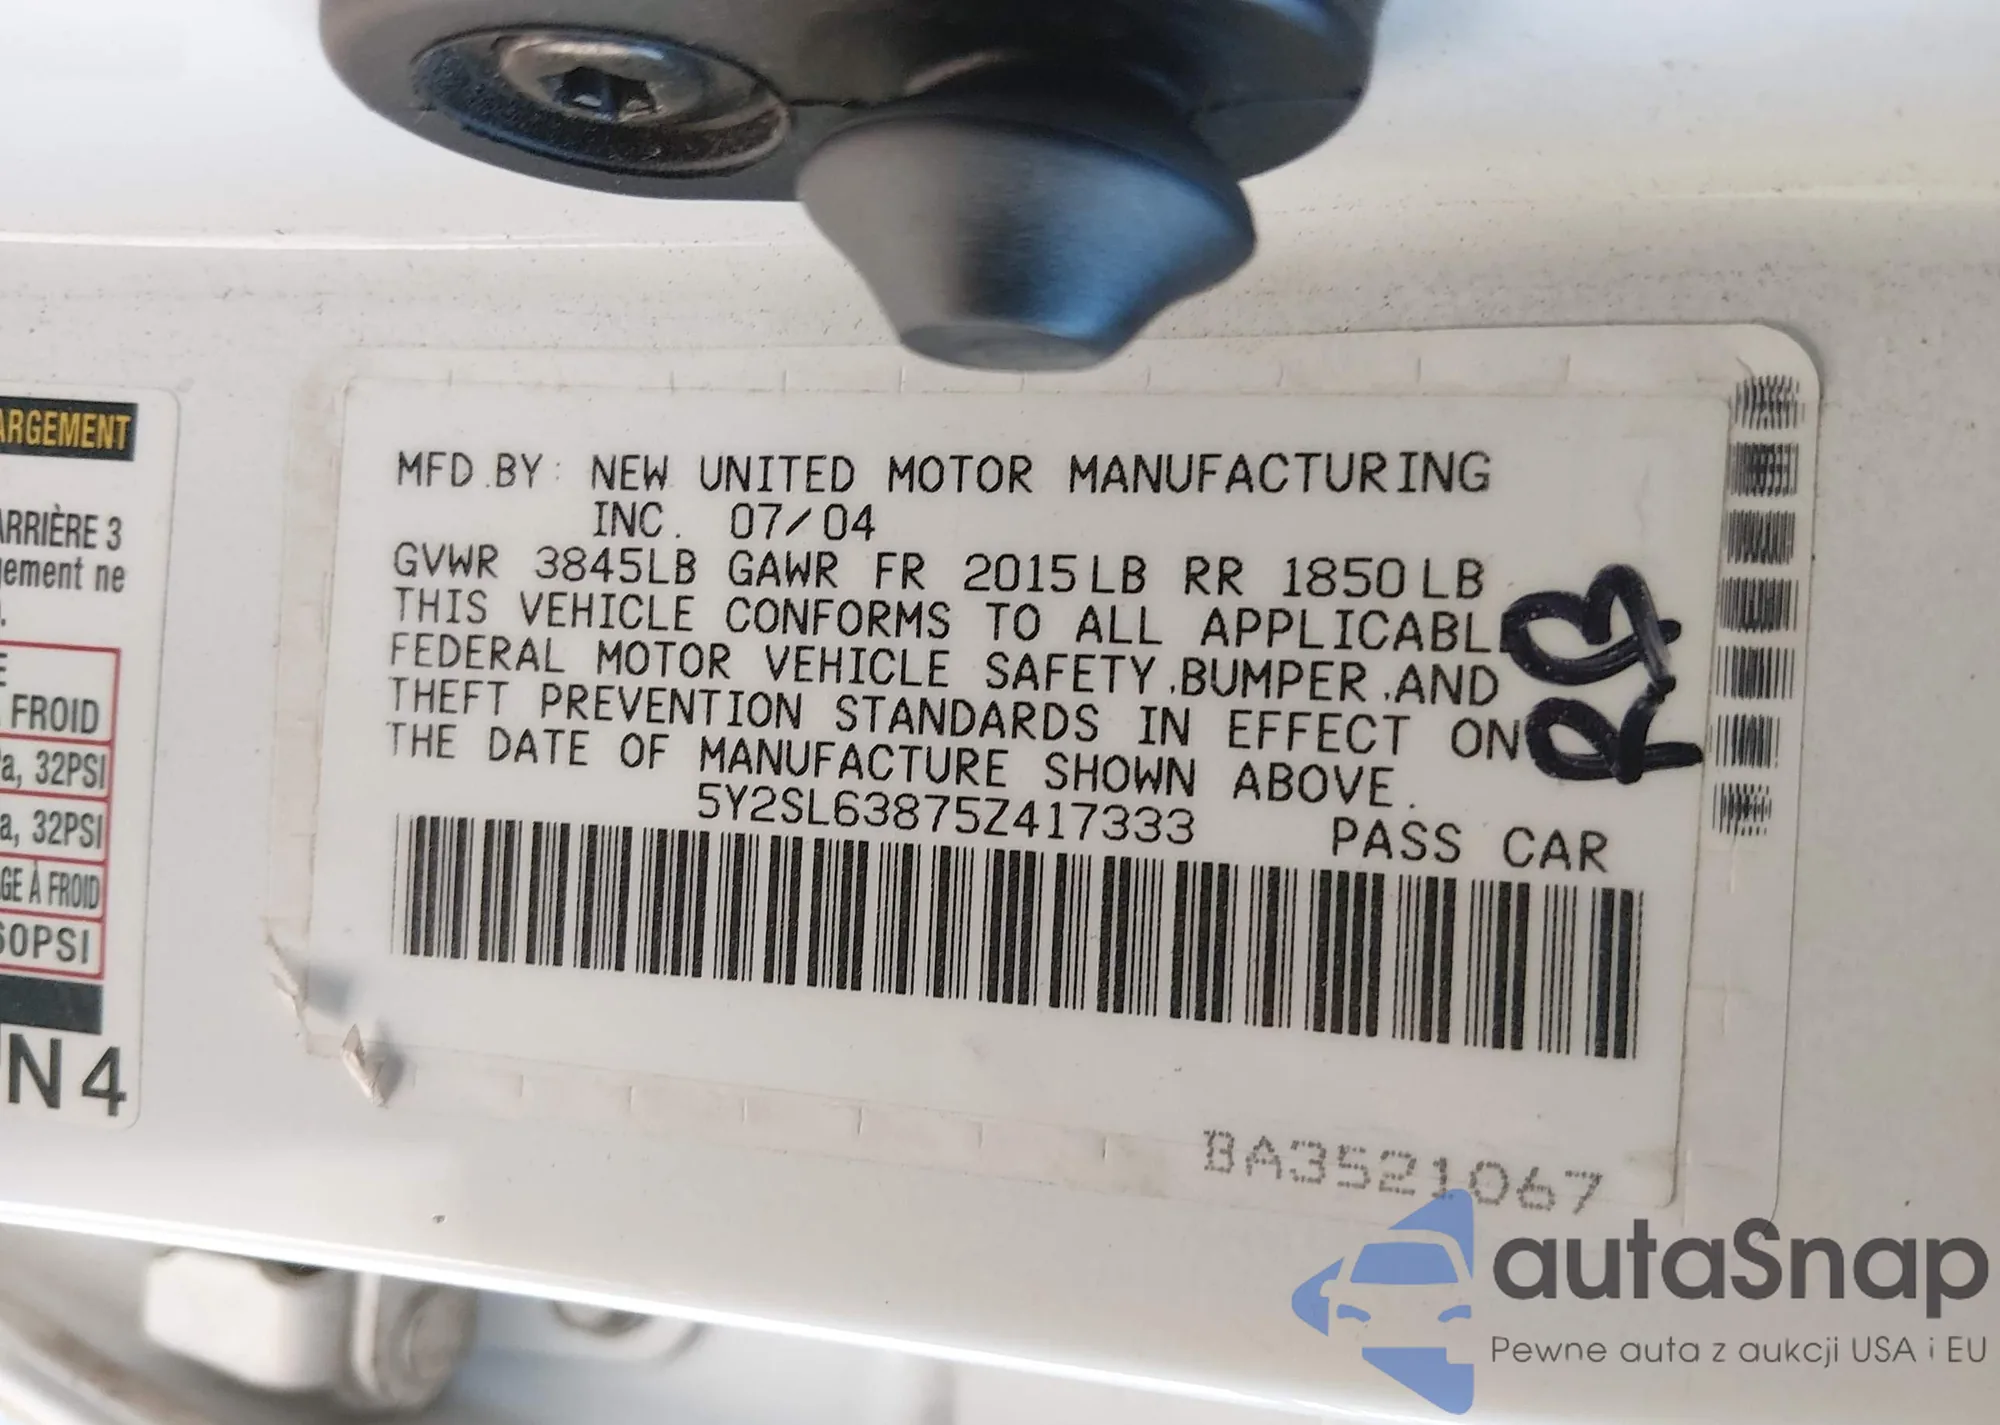 ARGEMENT
ARRIÈRE 3
gement ne
E
FROID
a, 32PSI
a, 32PSI
GE À FROID
60PSI
N4
MFD.BY: NEW UNITED MOTOR MANUFACTURING
INC. 07/04
GVWR 3845LB GAWR FR 2015LB RR 1850LB
THIS VEHICLE CONFORMS TO ALL APPLICABLE
FEDERAL MOTOR VEHICLE SAFETY,BUMPER,AND
THEFT PREVENTION STANDARDS IN EFFECT ON
THE DATE OF MANUFACTURE SHOWN ABOVE.
5Y2SL63875Z417333 PASS CAR
RB
BA3521067
autaSnap
Pewne auta z aukcji USA i EU